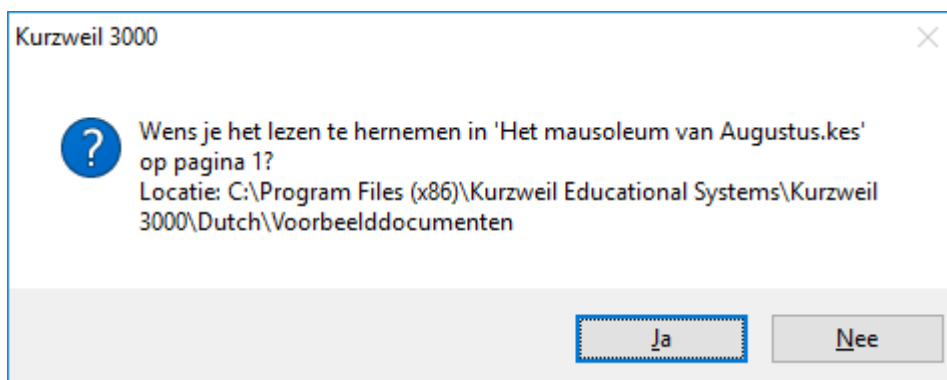 Kurzweil 3000
Wens je het lezen te hernemen in 'Het mausoleum van Augustus.kes'
op pagina 1?
Locatie: C:\Program Files (x86)\Kurzweil Educational Systems\Kurzweil
3000\Dutch\Voorbeelddocumenten
Ja
Nee